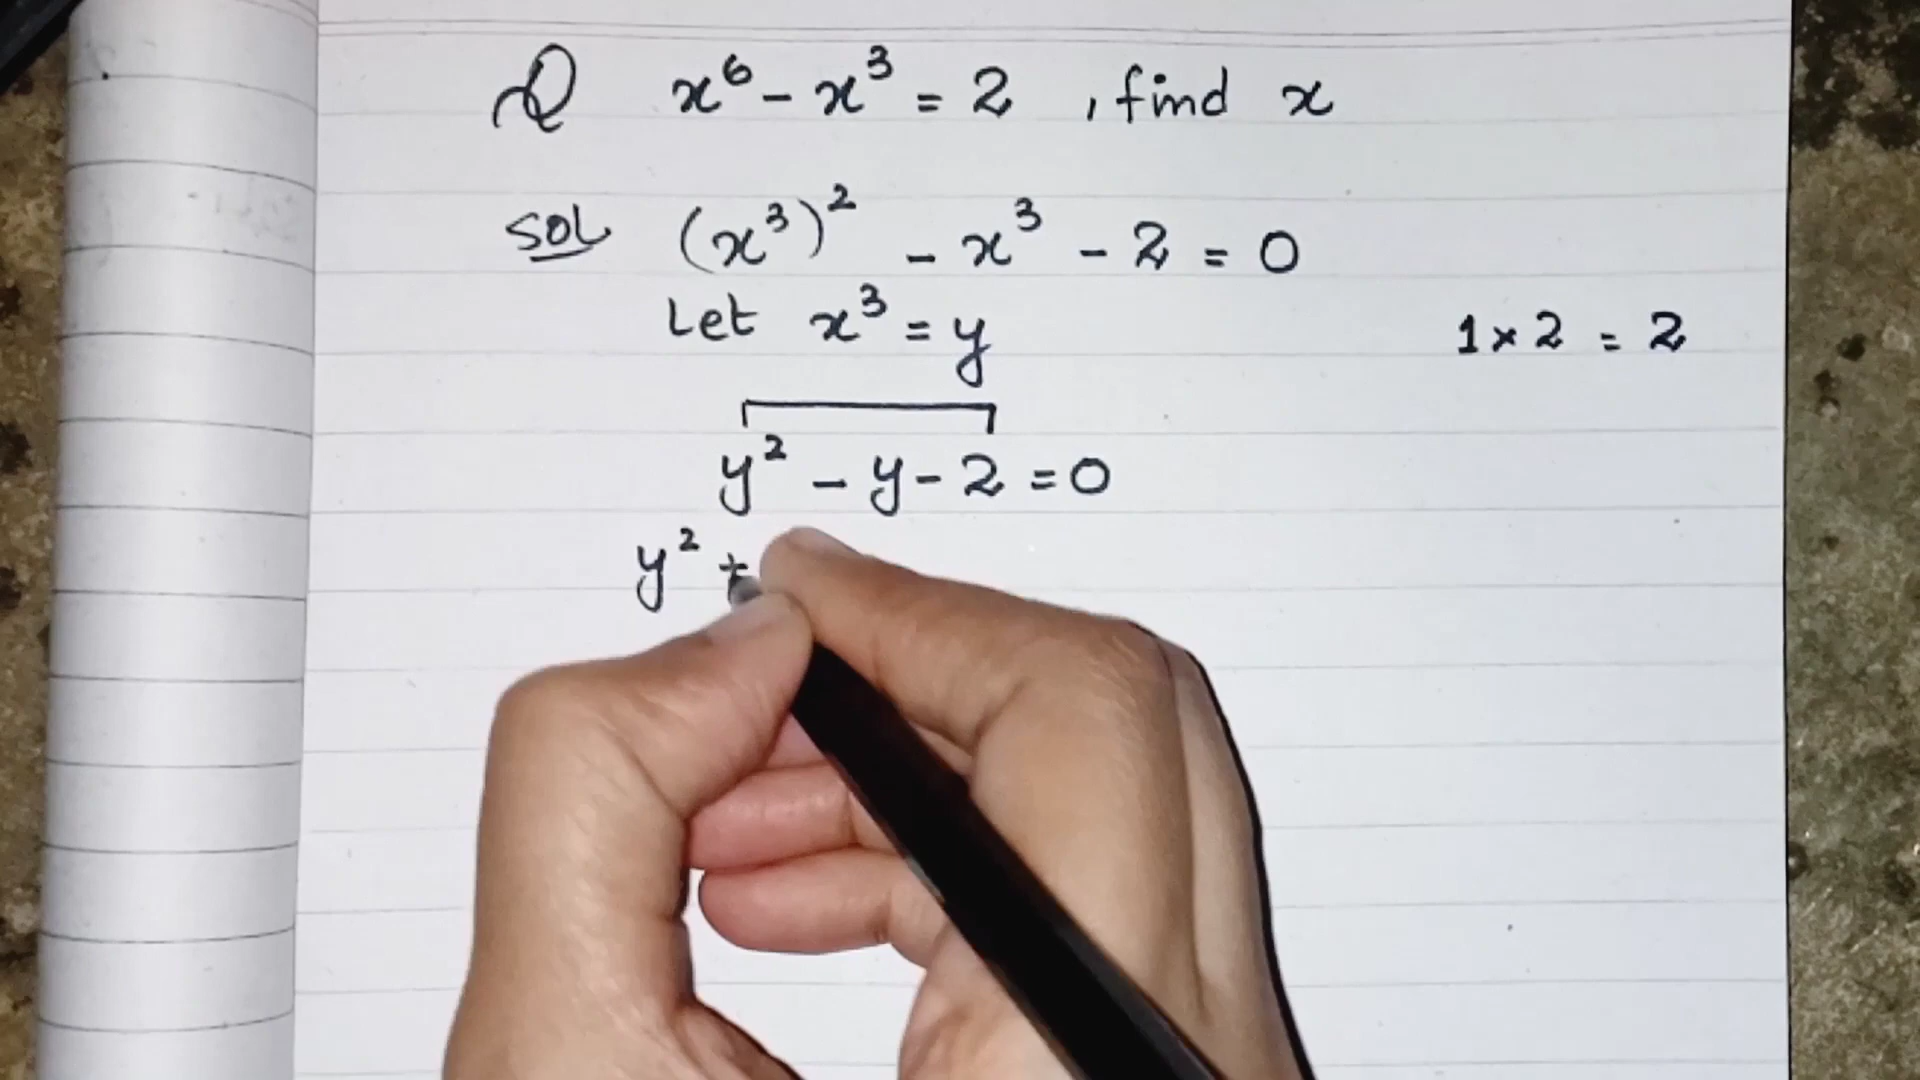 Q x⁶ - x³ = 2 , find x
SOL (x³)² - x³ - 2 = 0
Let x³ = y
1 × 2 = 2
y² - y - 2 = 0
y² +